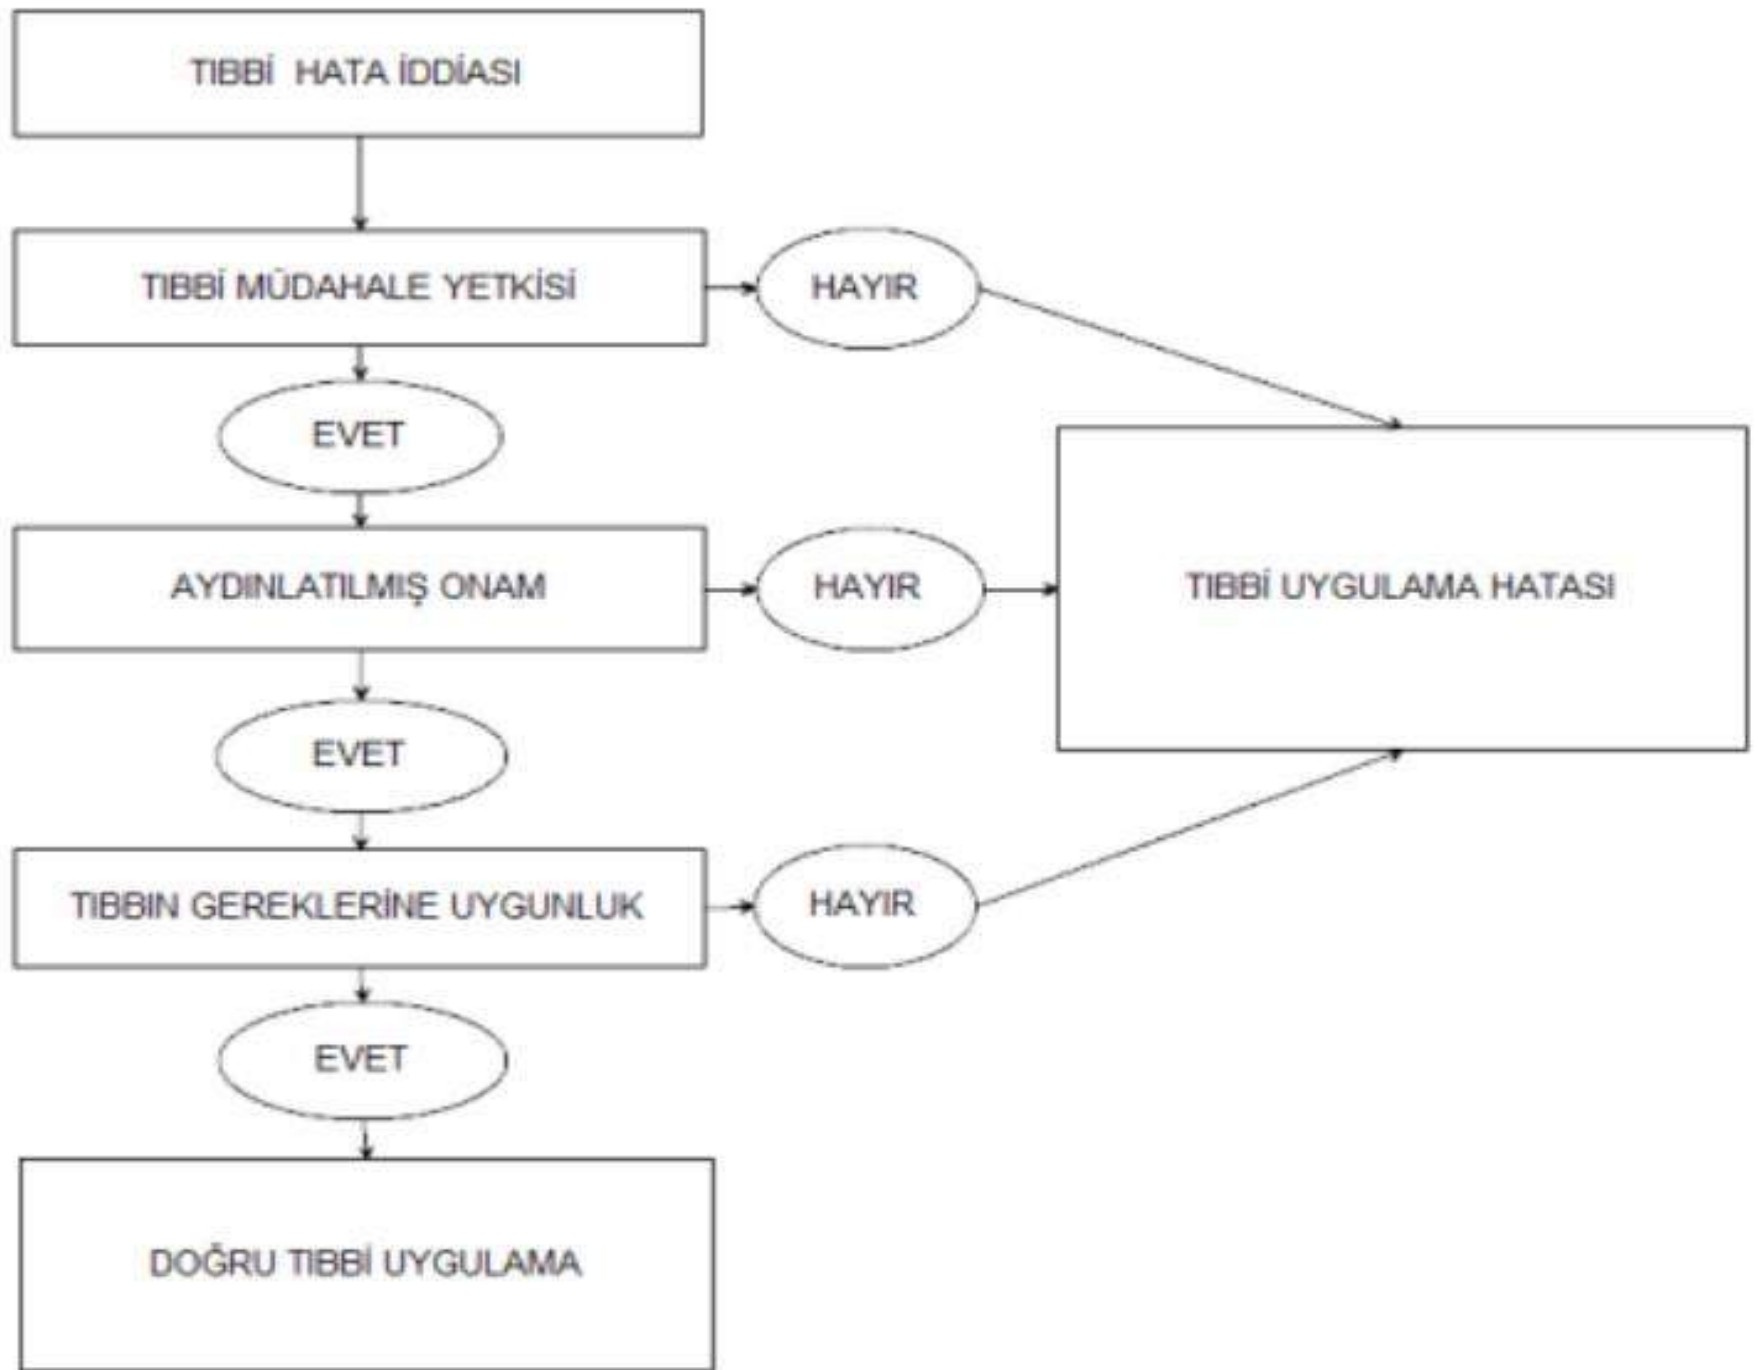 TIBBİ HATA İDDİASI
TIBBİ MÜDAHALE YETKİSİ
HAYIR
EVET
AYDINLATILMIŞ ONAM
HAYIR
TIBBİ UYGULAMA HATASI
EVET
TIBBIN GEREKLERİNE UYGUNLUK
HAYIR
EVET
DOĞRU TIBBİ UYGULAMA